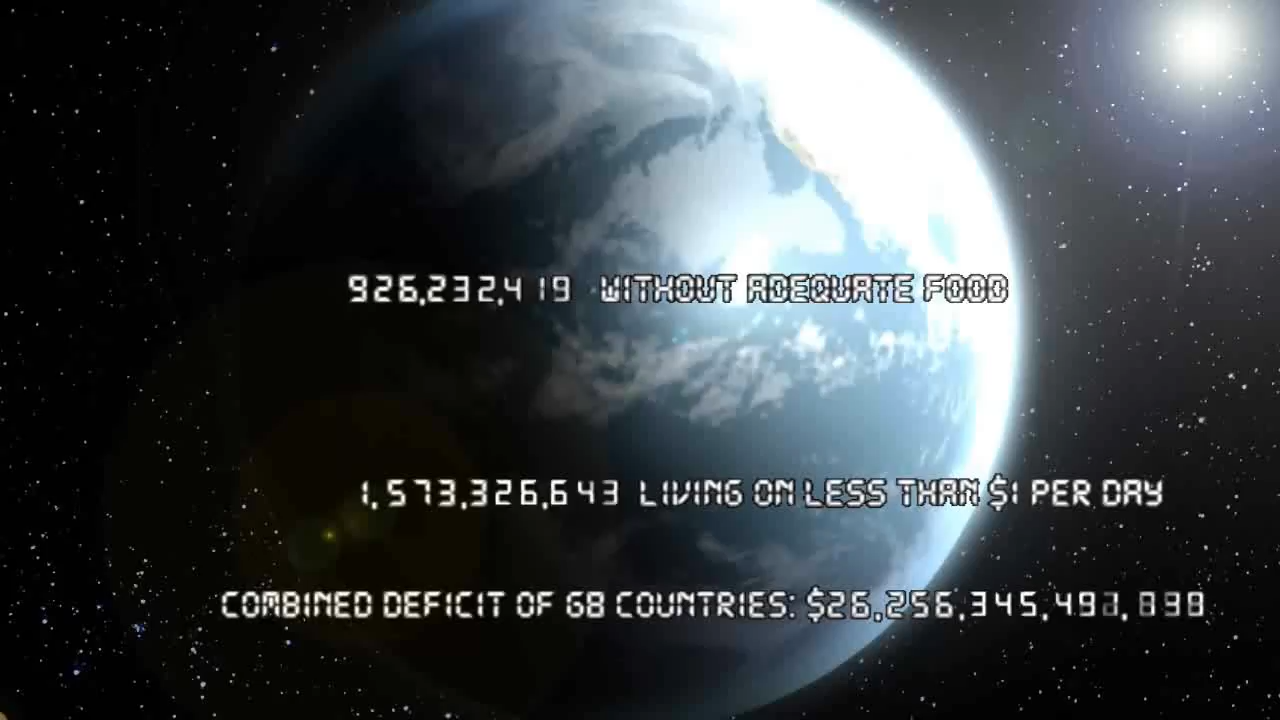 926,232,419 WITHOUT ADEQUATE FOOD
1,573,326,643 LIVING ON LESS THAN $1 PER DAY
COMBINED DEFICIT OF G8 COUNTRIES: